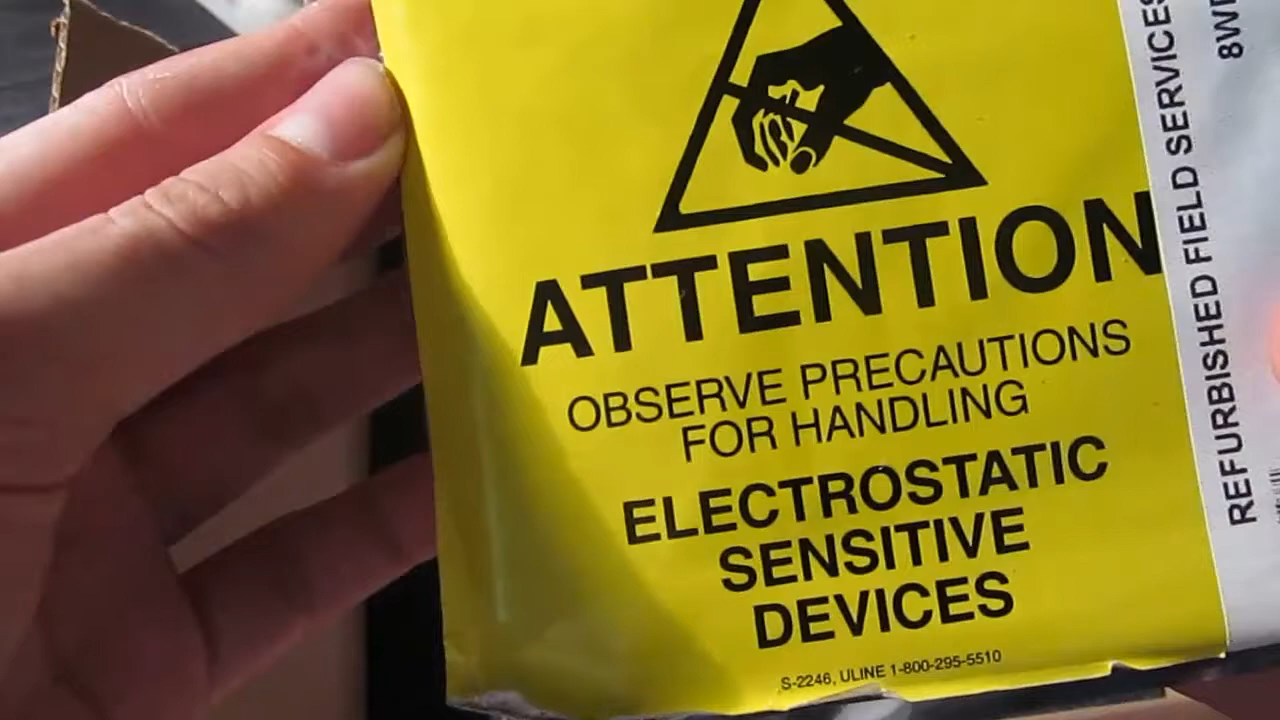 ATTENTION
OBSERVE PRECAUTIONS
FOR HANDLING
ELECTROSTATIC
SENSITIVE
DEVICES
S-2246, ULINE 1-800-295-5510
REFURBISHED FIELD SERVICES